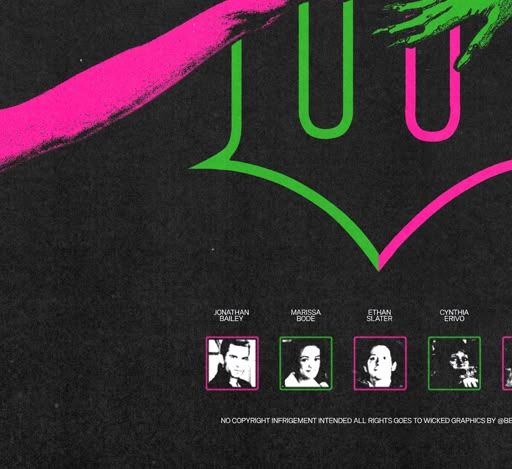 JONATHAN
BAILEY
MARISSA
BODE
ETHAN
SLATER
CYNTHIA
ERIVO
NO COPYRIGHT INFRIGEMENT INTENDED ALL RIGHTS GOES TO WICKED GRAPHICS BY @BE